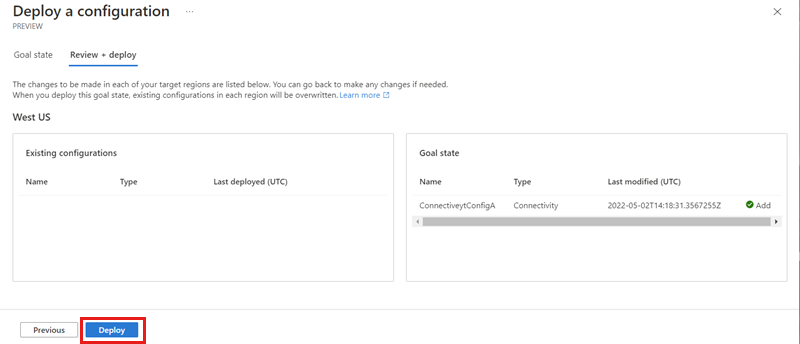 Deploy a configuration ...
PREVIEW
Goal state Review + deploy
The changes to be made in each of your target regions are listed below. You can go back to make any changes if needed.
When you deploy this goal state, existing configurations in each region will be overwritten. Learn more
West US
Existing configurations
Name Type Last deployed (UTC)
Goal state
Name Type Last modified (UTC)
ConnectiveytConfigA Connectivity 2022-05-02T14:18:31.3567255Z Add
Previous Deploy